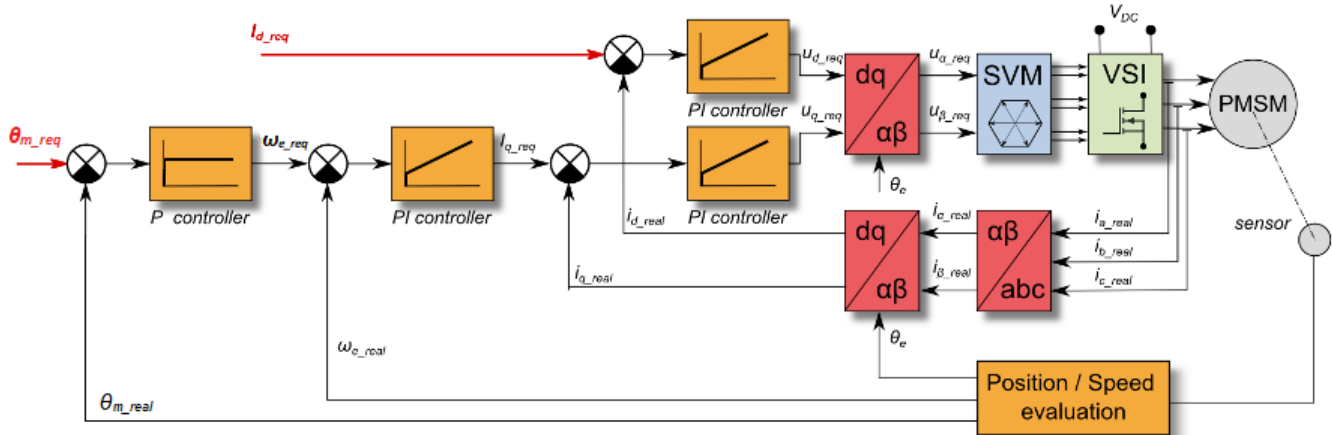 V_DC
I_d_req
u_d_req
u_α_req
dq
αβ
SVM
VSI
PMSM
PI controller
u_q_req
u_β_req
θ_m_req
ω_e_req
I_q_req
θ_e
P controller
PI controller
PI controller
i_d_real
i_α_real
i_a_real
sensor
dq
αβ
αβ
abc
i_b_real
i_q_real
i_β_real
i_c_real
θ_e
ω_e_real
Position / Speed
evaluation
θ_m_real